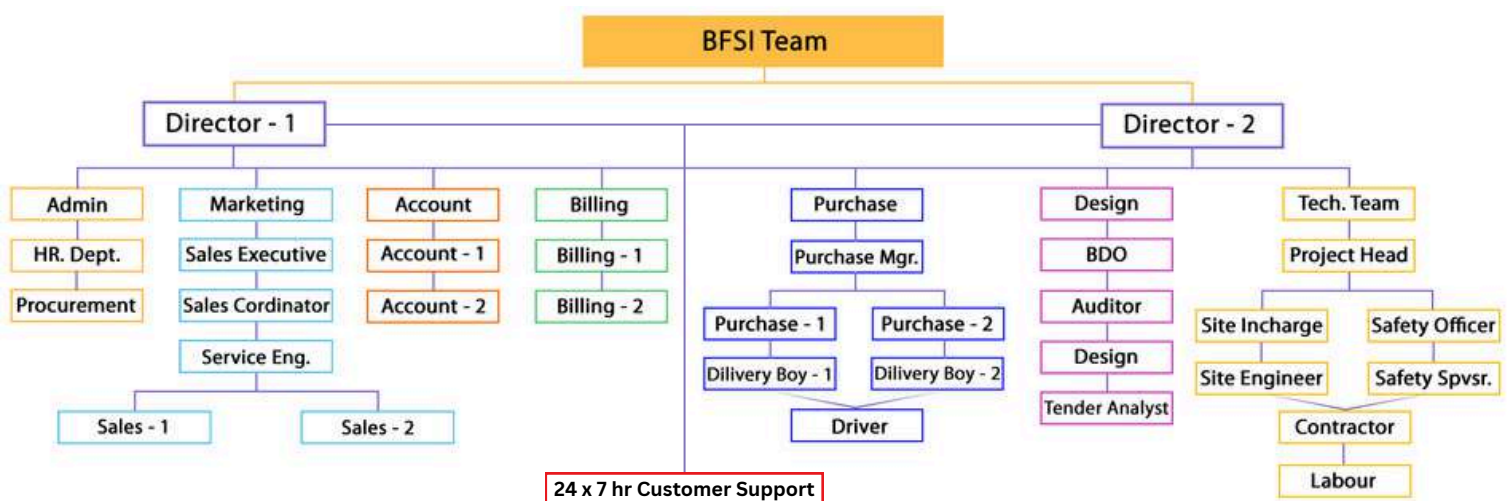 BFSI Team
Director - 1
Director - 2
Admin
Marketing
Account
Billing
Purchase
Design
Tech. Team
HR. Dept.
Sales Executive
Account - 1
Billing - 1
Purchase Mgr.
BDO
Project Head
Procurement
Sales Cordinator
Account - 2
Billing - 2
Purchase - 1
Purchase - 2
Auditor
Site Incharge
Safety Officer
Service Eng.
Dilivery Boy - 1
Dilivery Boy - 2
Design
Site Engineer
Safety Spvsr.
Sales - 1
Sales - 2
Driver
Tender Analyst
Contractor
Labour
24 x 7 hr Customer Support